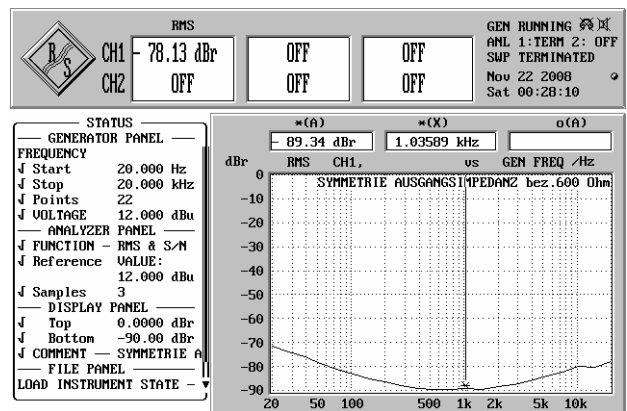 RMS
R S
CH1 - 78.13 dBr OFF OFF
CH2 OFF OFF OFF
GEN RUNNING
ANL 1:TERM 2: OFF
SWP TERMINATED
Nov 22 2008
Sat 00:28:10
STATUS
GENERATOR PANEL
FREQUENCY
Start 20.000 Hz
Stop 20.000 kHz
Points 22
VOLTAGE 12.000 dBu
ANALYZER PANEL
FUNCTION - RMS & S/N
Reference VALUE:
12.000 dBu
Samples 3
DISPLAY PANEL
Top 0.0000 dBr
Bottom -90.00 dBr
COMMENT — SYMMETRIE A
FILE PANEL
LOAD INSTRUMENT STATE -
*(A) *(X) o(A)
- 89.34 dBr 1.03589 kHz
dBr RMS CH1, vs GEN FREQ /Hz
SYMMETRIE AUSGANGSIMPEDANZ bez.600 Ohm
0
-10
-20
-30
-40
-50
-60
-70
-80
-90
20 50 100 500 1k 2k 5k 10k